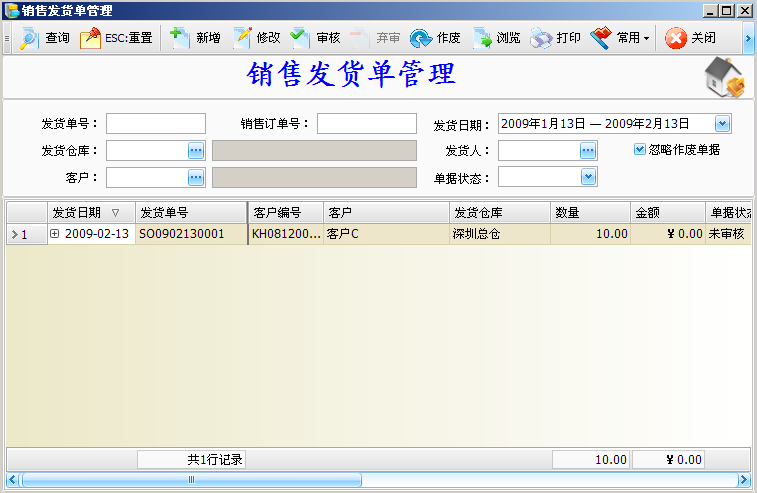 销售发货单管理
查询 ESC:重置 新增 修改 审核 弃审 作废 浏览 打印 常用 关闭
销售发货单管理
发货单号： 销售订单号： 发货日期： 2009年1月13日 — 2009年2月13日
发货仓库： 发货人： 忽略作废单据
客户： 单据状态：
发货日期 发货单号 客户编号 客户 发货仓库 数量 金额 单据状态
1 2009-02-13 SO0902130001 KH081200... 客户C 深圳总仓 10.00 ¥ 0.00 未审核
共1行记录 10.00 ¥ 0.00